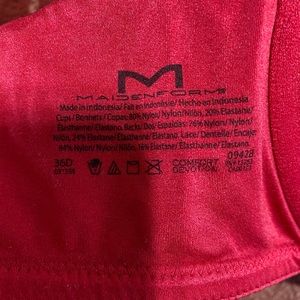 M
MAIDENFORM®
Made in Indonesia/ Fait en Indonésie/ Hecho en Indonesia
Cups / Bonnets / Copas: 80% Nylon/ Nylon/Nilón, 20% Elastane/
Elasthanne/ Elastano. Back/ Dos/ Espaldas: 76% Nylon/ Nylon/
Nilón, 24% Elastane/ Elasthanne/ Elastano. Lace/ Dentelle/ Encaje:
84% Nylon/ Nylon/Nilón, 16% Elastane/ Elasthanne/ Elastano.
36D
COMFORT
DEVOTION
09428